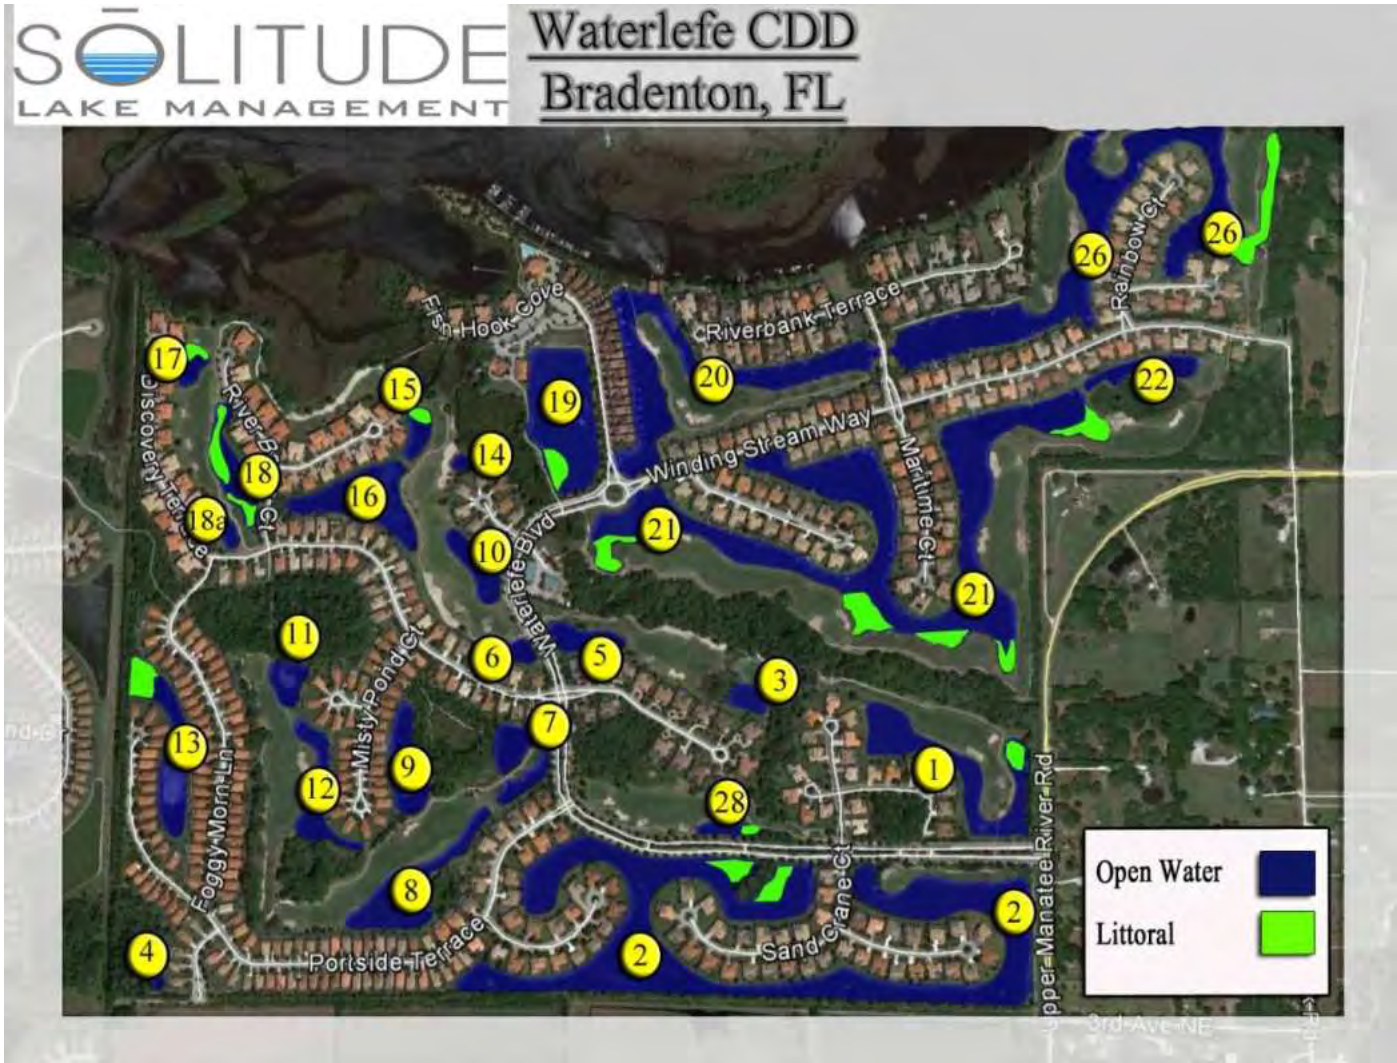 SŌLITUDE
LAKE MANAGEMENT
Waterlefe CDD
Bradenton, FL
26
26
Rainbow Ct
Fish Hook Cove
Riverbank Terrace
17
15
20
22
19
Discovery Terrace
18
14
Winding Stream Way
16
Maritime Ct
18a
Ct
21
10
Waterlefe Blvd
21
11
6
5
3
Misty Pond Ct
7
13
12
9
1
28
Foggy Morn Ln
Upper Manatee River Rd
8
Open Water
Littoral
2
Sand Crane Ct
4
Portside Terrace
2
3rd Ave NE